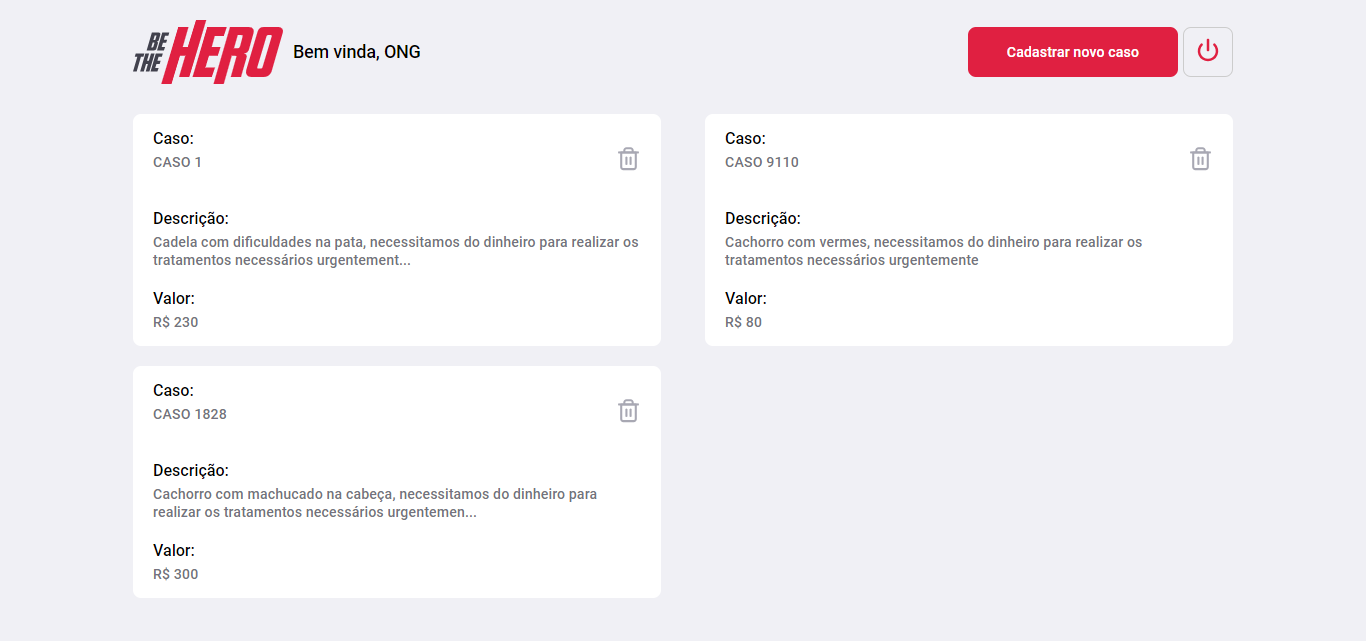 BE THE HERO
Bem vinda, ONG
Cadastrar novo caso
Caso:
CASO 1
Descrição:
Cadela com dificuldades na pata, necessitamos do dinheiro para realizar os
tratamentos necessários urgentement...
Valor:
R$ 230
Caso:
CASO 9110
Descrição:
Cachorro com vermes, necessitamos do dinheiro para realizar os
tratamentos necessários urgentemente
Valor:
R$ 80
Caso:
CASO 1828
Descrição:
Cachorro com machucado na cabeça, necessitamos do dinheiro para
realizar os tratamentos necessários urgentemen...
Valor:
R$ 300